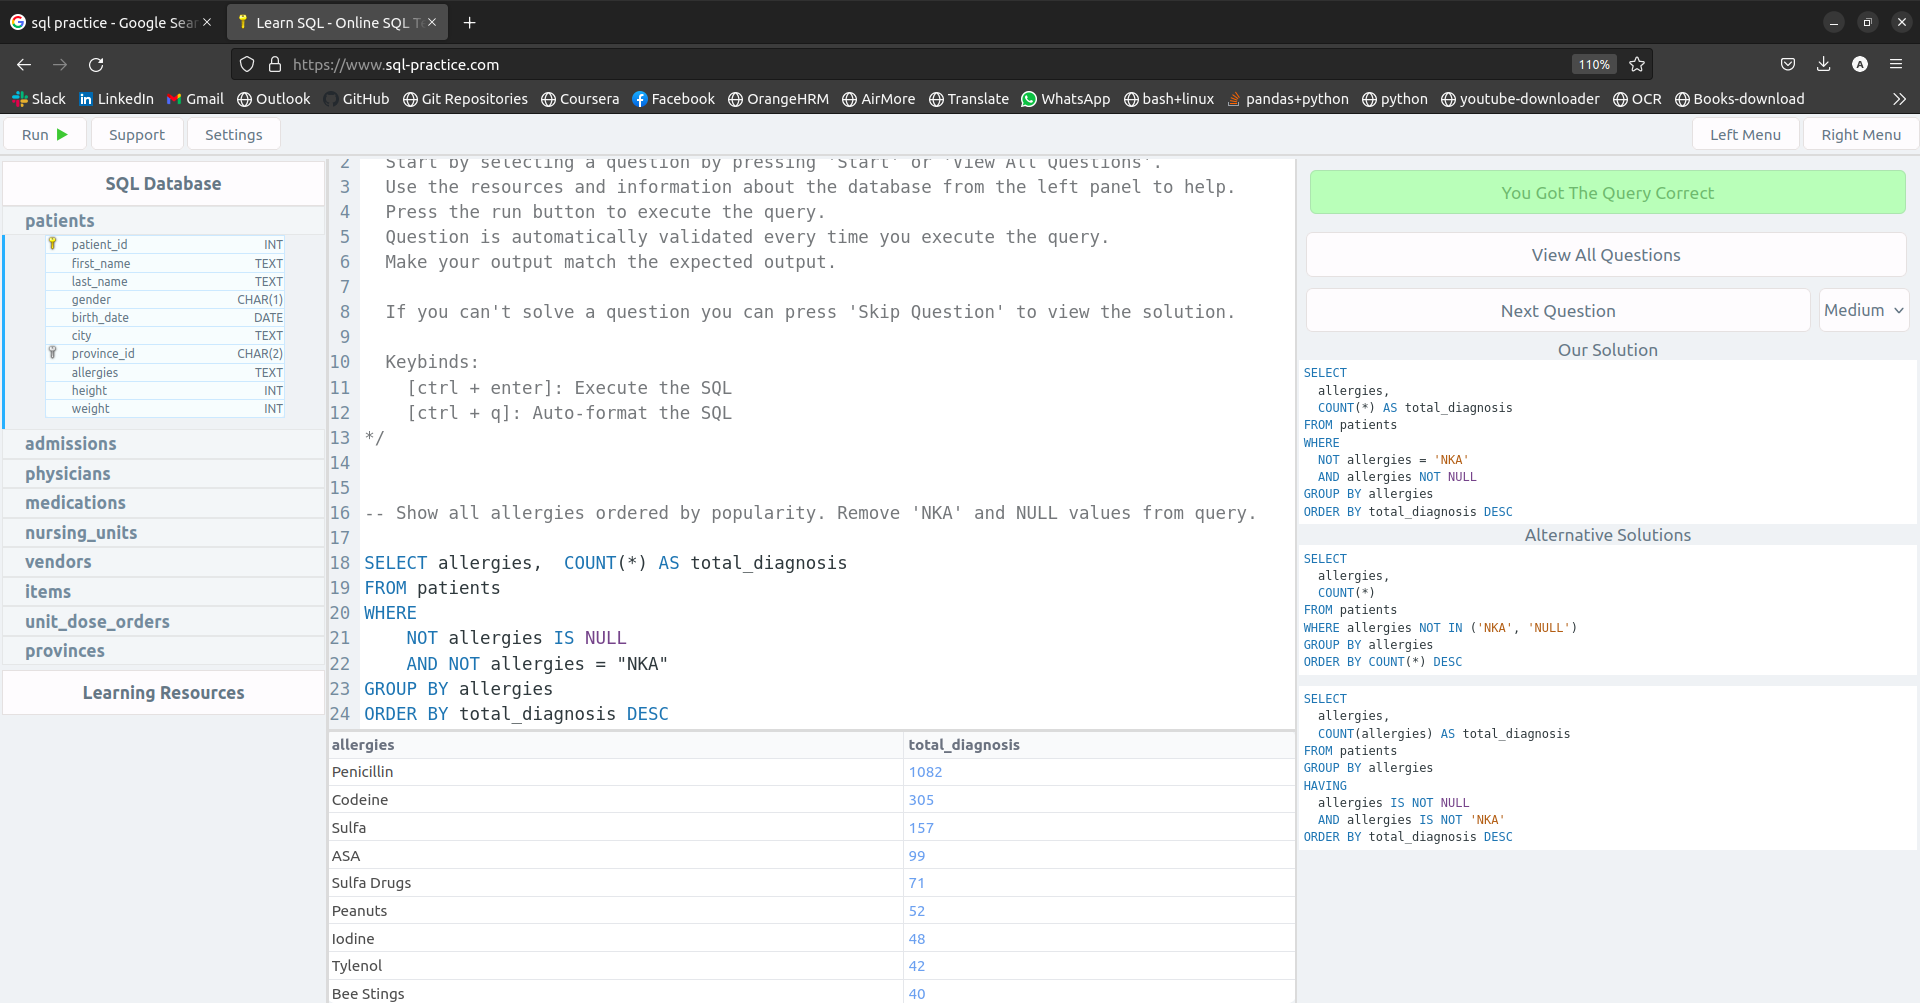 sql practice - Google Sear
Learn SQL - Online SQL Te
https://www.sql-practice.com
110%
A
Slack
LinkedIn
Gmail
Outlook
GitHub
Git Repositories
Coursera
Facebook
OrangeHRM
AirMore
Translate
WhatsApp
bash+linux
pandas+python
python
youtube-downloader
OCR
Books-download
Run
Support
Settings
Left Menu
Right Menu
SQL Database
patients
patient_id INT
first_name TEXT
last_name TEXT
gender CHAR(1)
birth_date DATE
city TEXT
province_id CHAR(2)
allergies TEXT
height INT
weight INT
admissions
physicians
medications
nursing_units
vendors
items
unit_dose_orders
provinces
Learning Resources
2 Start by selecting a question by pressing 'Start' or 'View All Questions'.
3 Use the resources and information about the database from the left panel to help.
4 Press the run button to execute the query.
5 Question is automatically validated every time you execute the query.
6 Make your output match the expected output.
7
8 If you can't solve a question you can press 'Skip Question' to view the solution.
9
10 Keybinds:
11 [ctrl + enter]: Execute the SQL
12 [ctrl + q]: Auto-format the SQL
13 */
14
15
16 -- Show all allergies ordered by popularity. Remove 'NKA' and NULL values from query.
17
18 SELECT allergies,  COUNT(*) AS total_diagnosis
19 FROM patients
20 WHERE
21 NOT allergies IS NULL
22 AND NOT allergies = "NKA"
23 GROUP BY allergies
24 ORDER BY total_diagnosis DESC
allergies total_diagnosis
Penicillin 1082
Codeine 305
Sulfa 157
ASA 99
Sulfa Drugs 71
Peanuts 52
Iodine 48
Tylenol 42
Bee Stings 40
You Got The Query Correct
View All Questions
Next Question
Medium
Our Solution
SELECT
allergies,
COUNT(*) AS total_diagnosis
FROM patients
WHERE
NOT allergies = 'NKA'
AND allergies NOT NULL
GROUP BY allergies
ORDER BY total_diagnosis DESC
Alternative Solutions
SELECT
allergies,
COUNT(*)
FROM patients
WHERE allergies NOT IN ('NKA', 'NULL')
GROUP BY allergies
ORDER BY COUNT(*) DESC
SELECT
allergies,
COUNT(allergies) AS total_diagnosis
FROM patients
GROUP BY allergies
HAVING
allergies IS NOT NULL
AND allergies IS NOT 'NKA'
ORDER BY total_diagnosis DESC